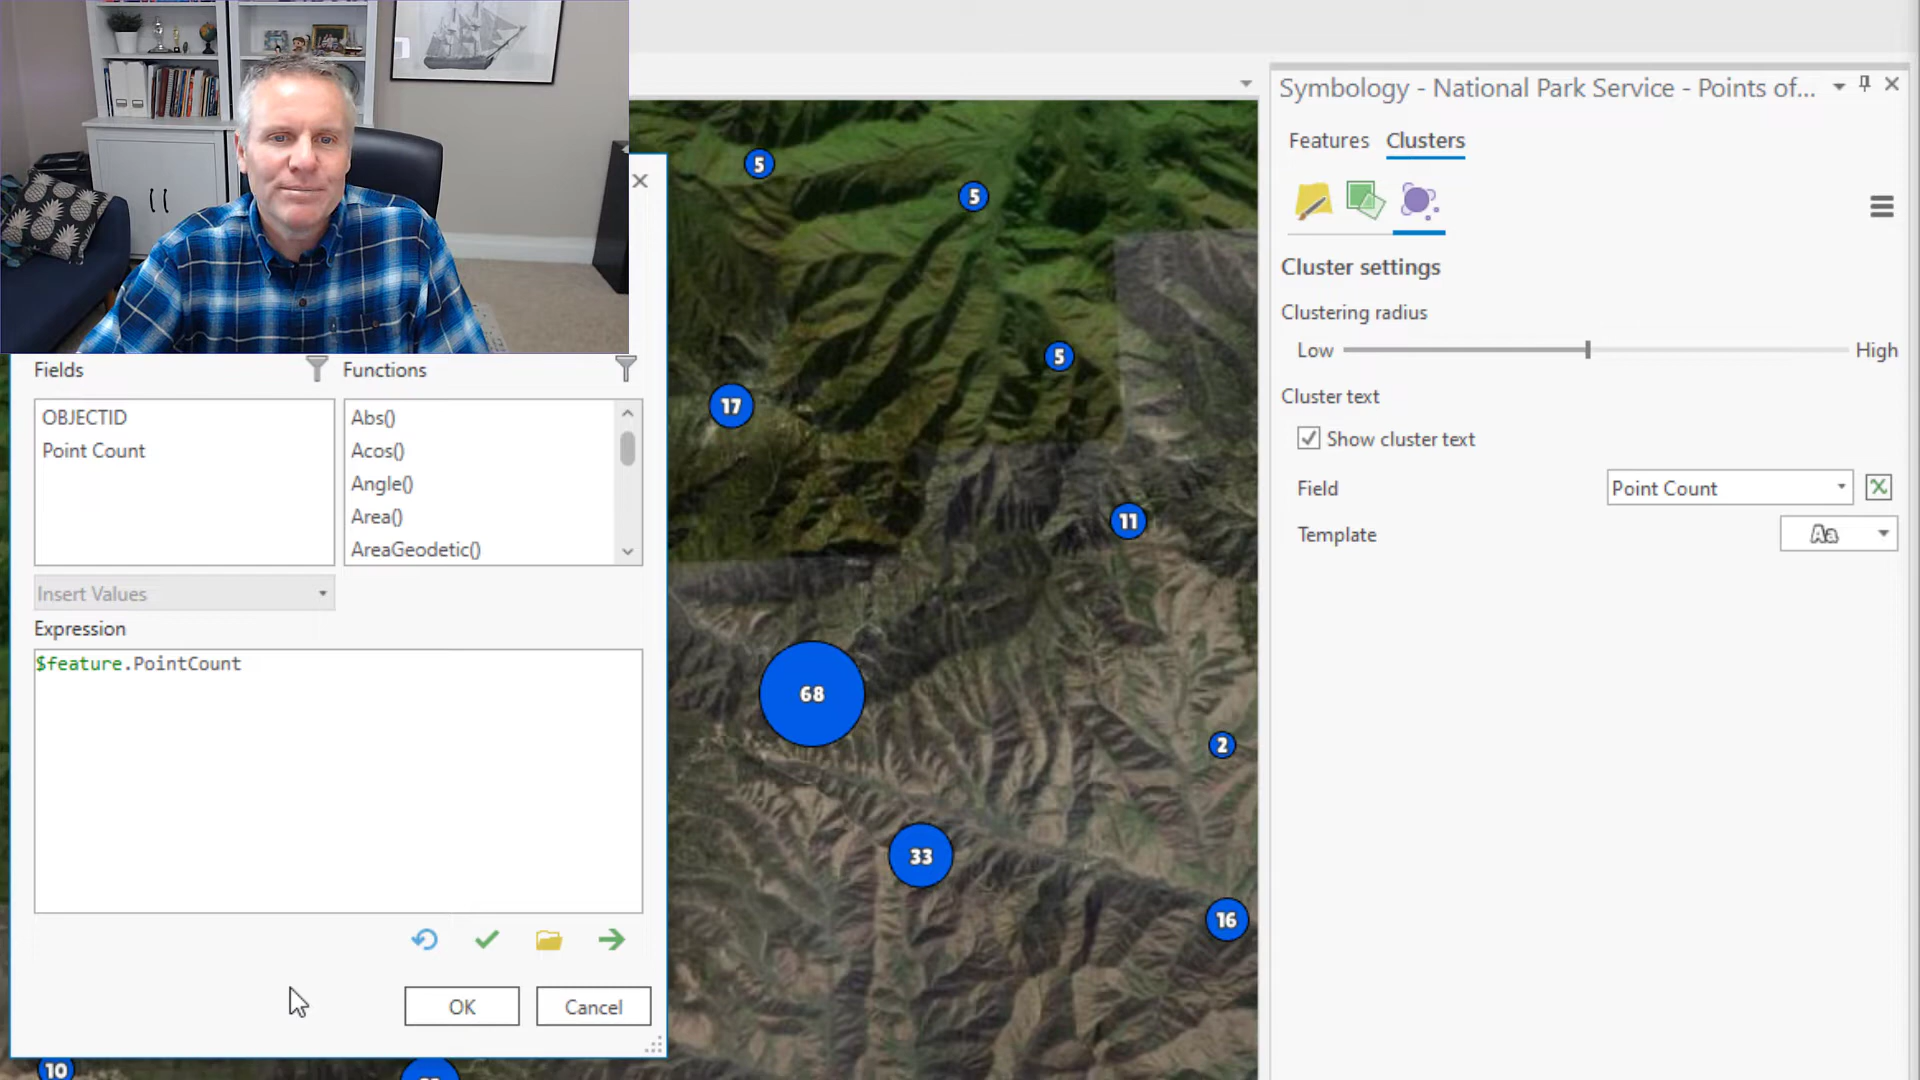 Symbology - National Park Service - Points of...
Features Clusters
Cluster settings
Clustering radius
Low High
Cluster text
Show cluster text
Field Point Count
Template Aa
Fields Functions
OBJECTID
Point Count
Abs()
Acos()
Angle()
Area()
AreaGeodetic()
Insert Values
Expression
$feature.PointCount
OK Cancel
5
5
5
17
11
68
2
33
16
10